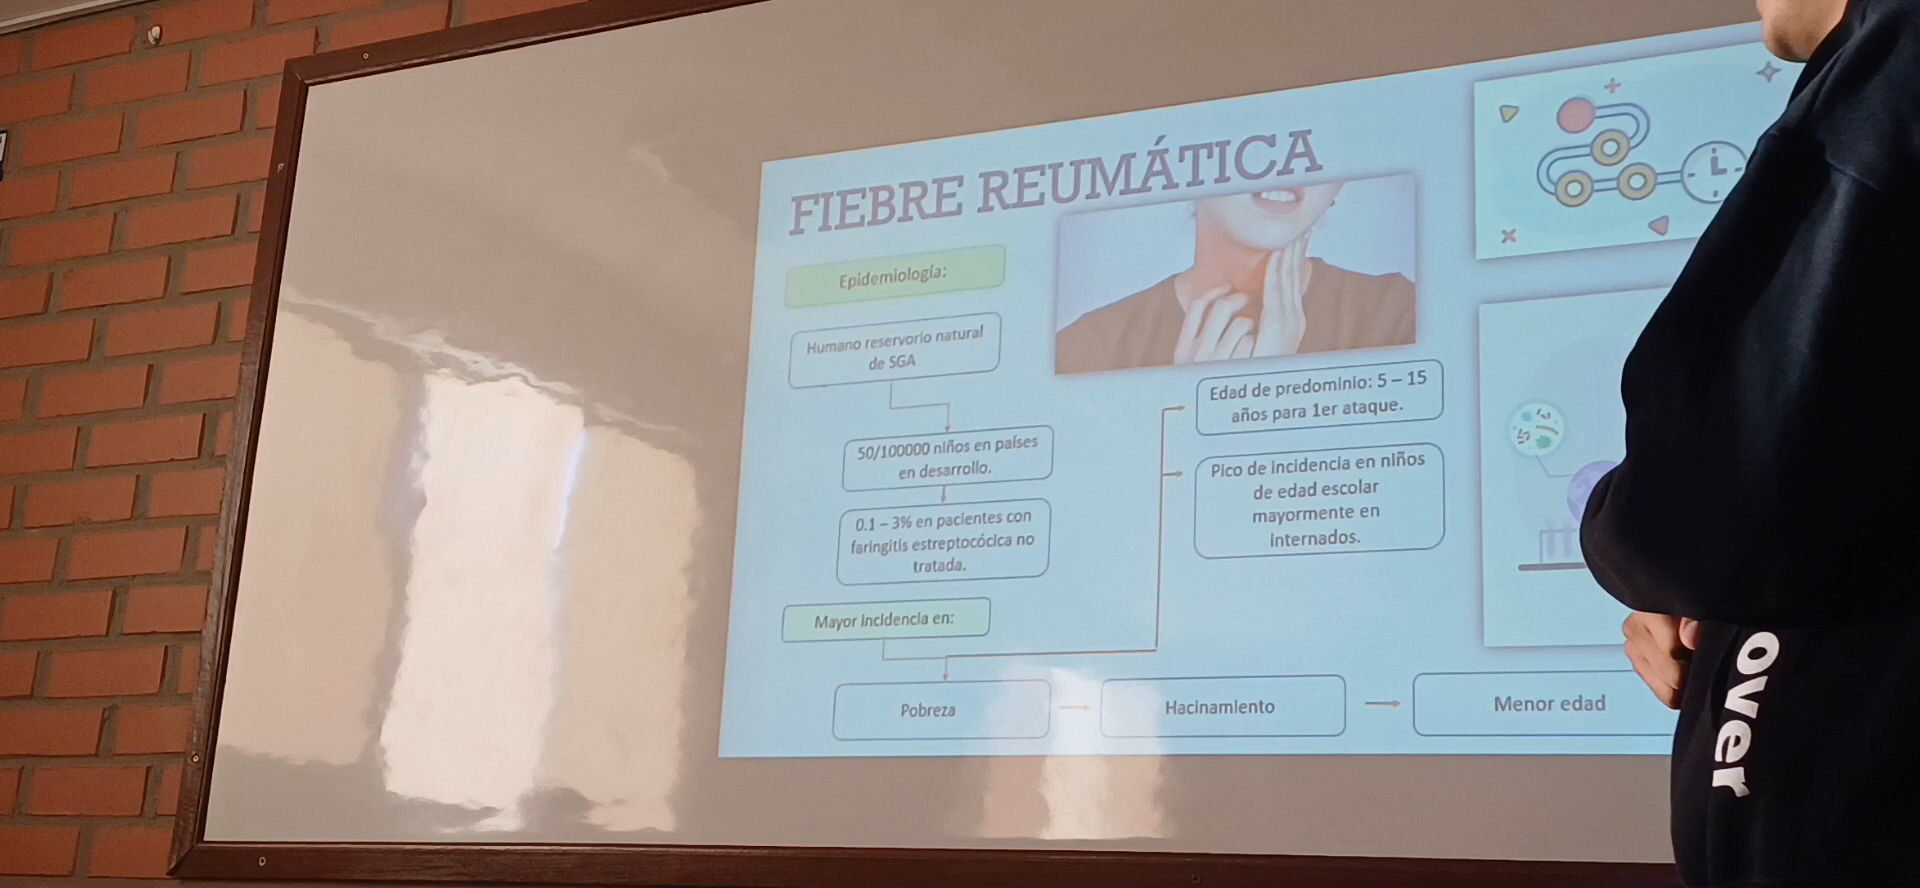 FIEBRE REUMÁTICA
Epidemiología:
Humano reservorio natural
de SGA
50/100000 niños en países
en desarrollo.
0.1 – 3% en pacientes con
faringitis estreptocócica no
tratada.
Mayor incidencia en:
Edad de predominio: 5 – 15
años para 1er ataque.
Pico de incidencia en niños
de edad escolar
mayormente en
internados.
Pobreza
Hacinamiento
Menor edad
over